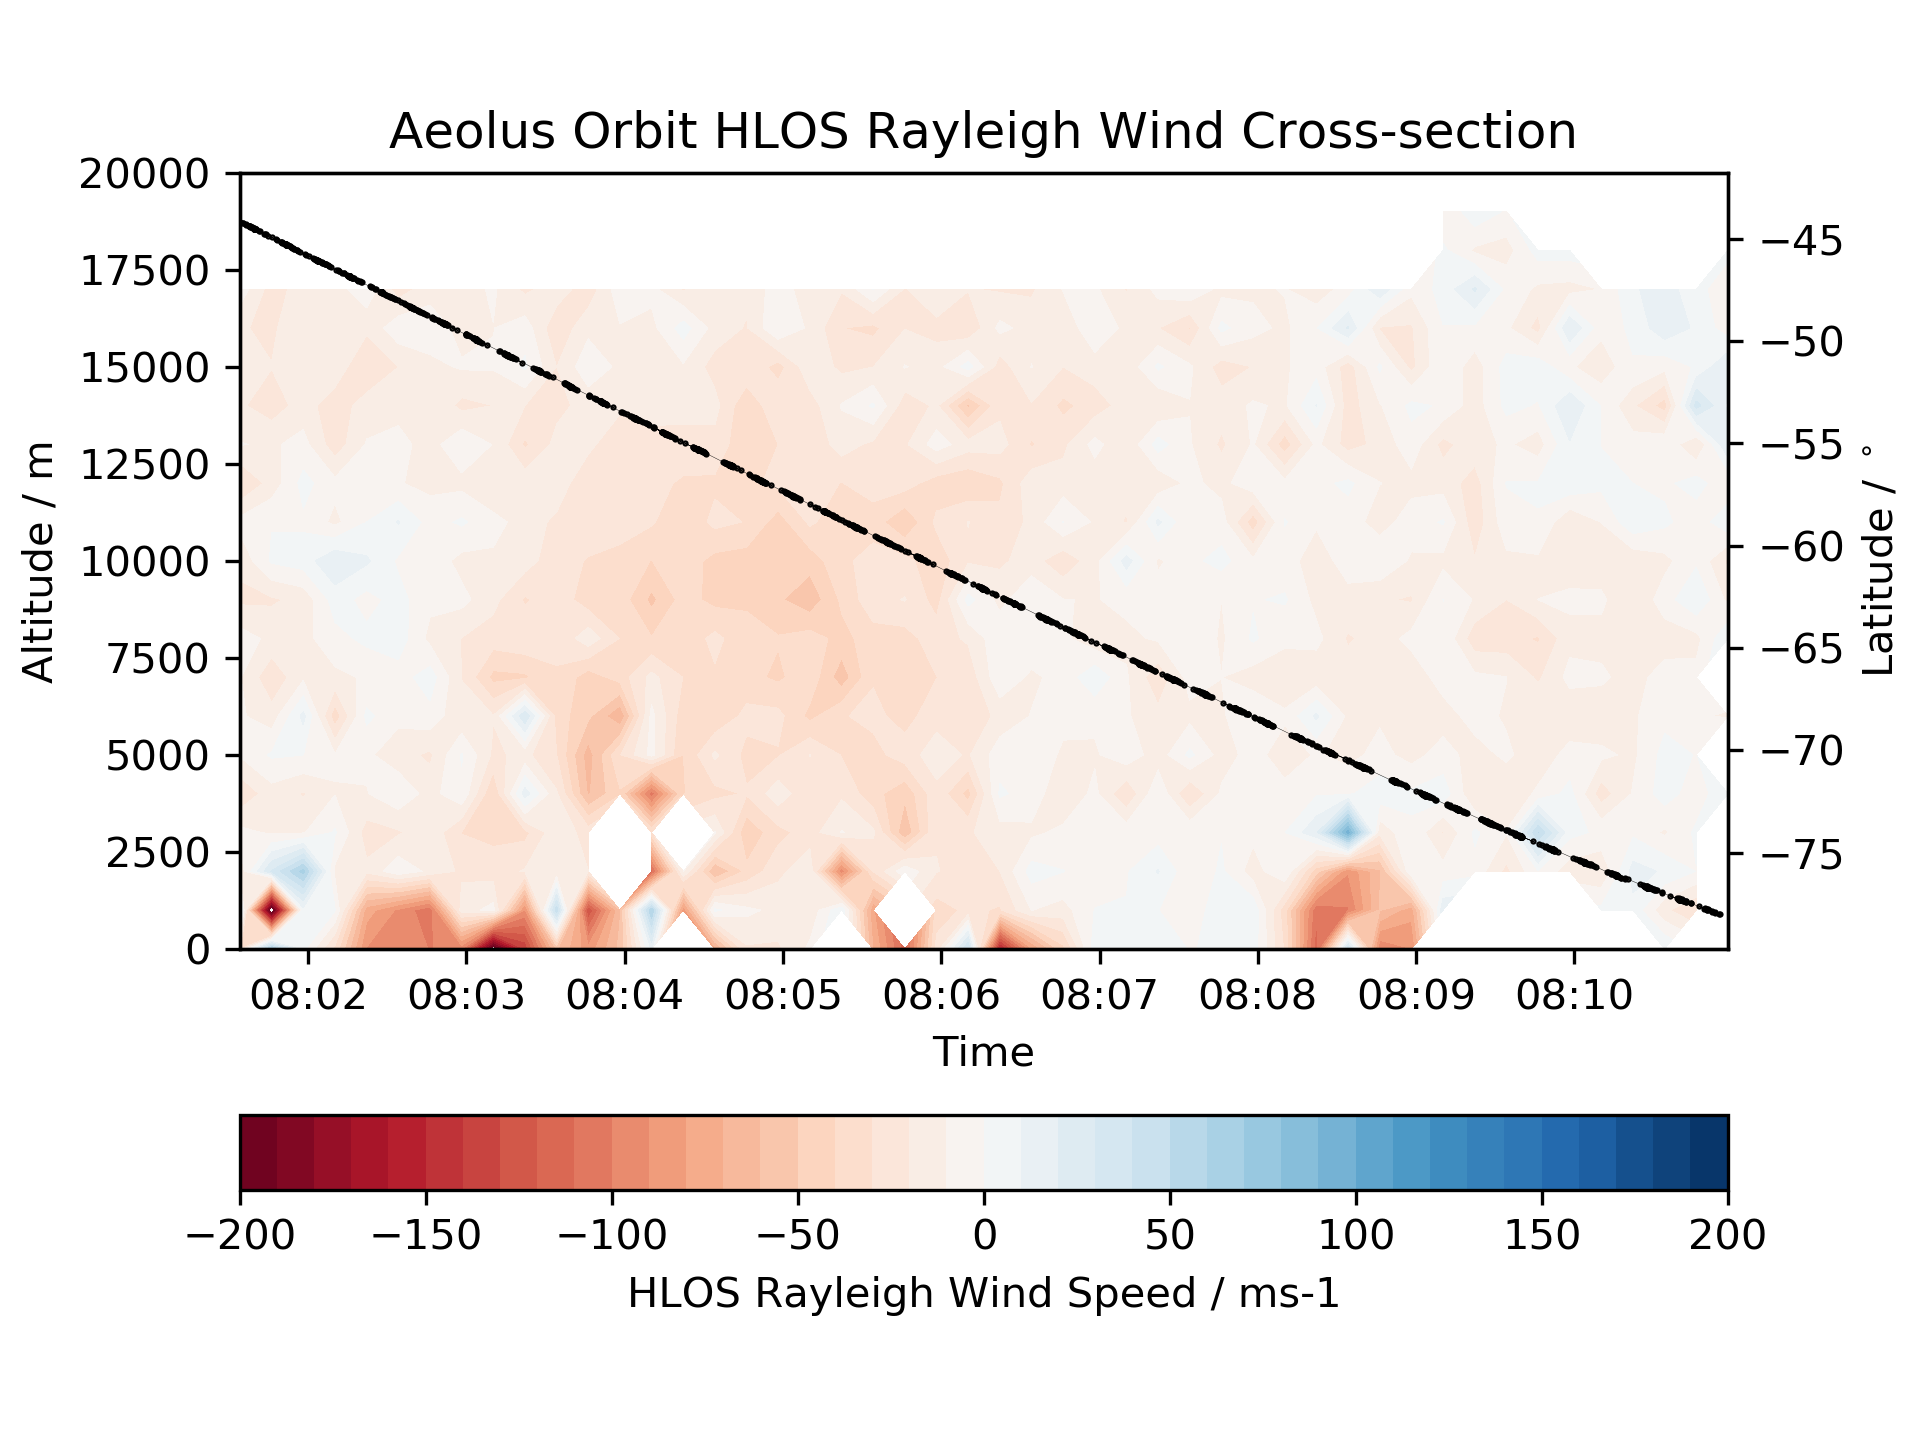 Aeolus Orbit HLOS Rayleigh Wind Cross-section
20000
17500
15000
12500
10000
7500
5000
2500
0
Altitude / m
−45
−50
−55
−60
−65
−70
−75
Latitude / °
08:02 08:03 08:04 08:05 08:06 08:07 08:08 08:09 08:10
Time
−200 −150 −100 −50 0 50 100 150 200
HLOS Rayleigh Wind Speed / ms-1